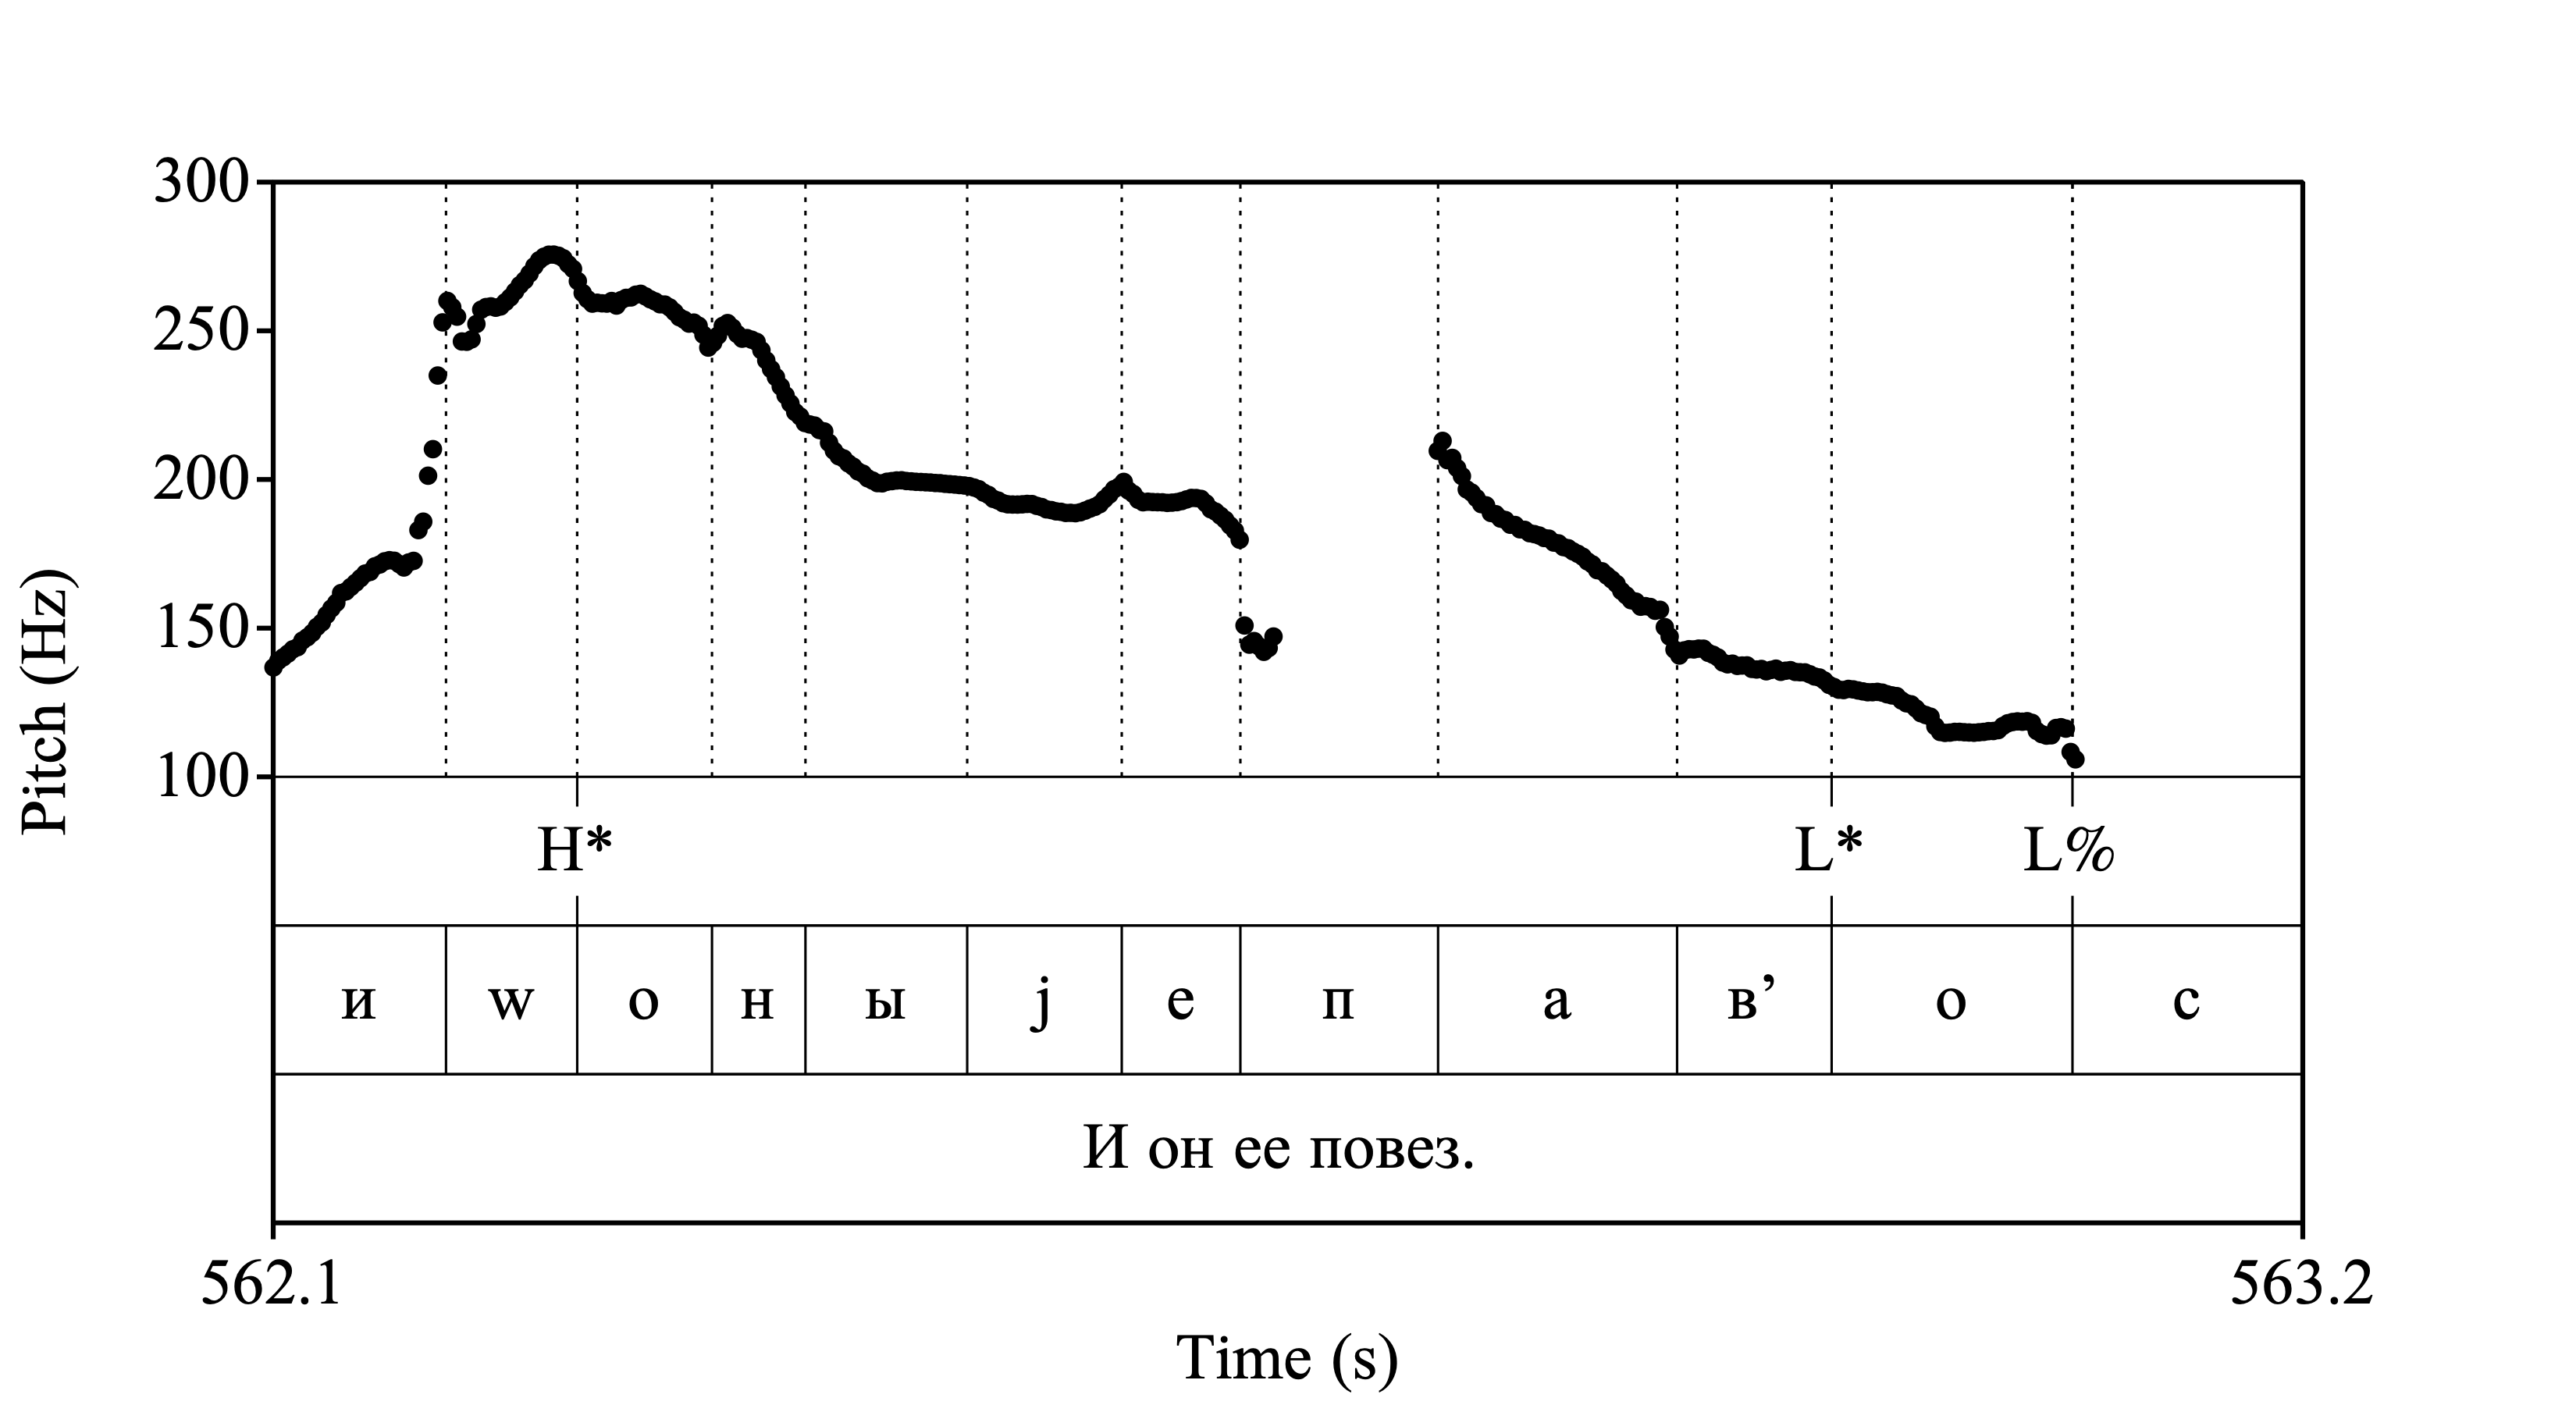 300
250
200
150
100
Pitch (Hz)
H* L* L%
и w о н ы j е п а в’ о с
И он ее повез.
562.1 563.2
Time (s)